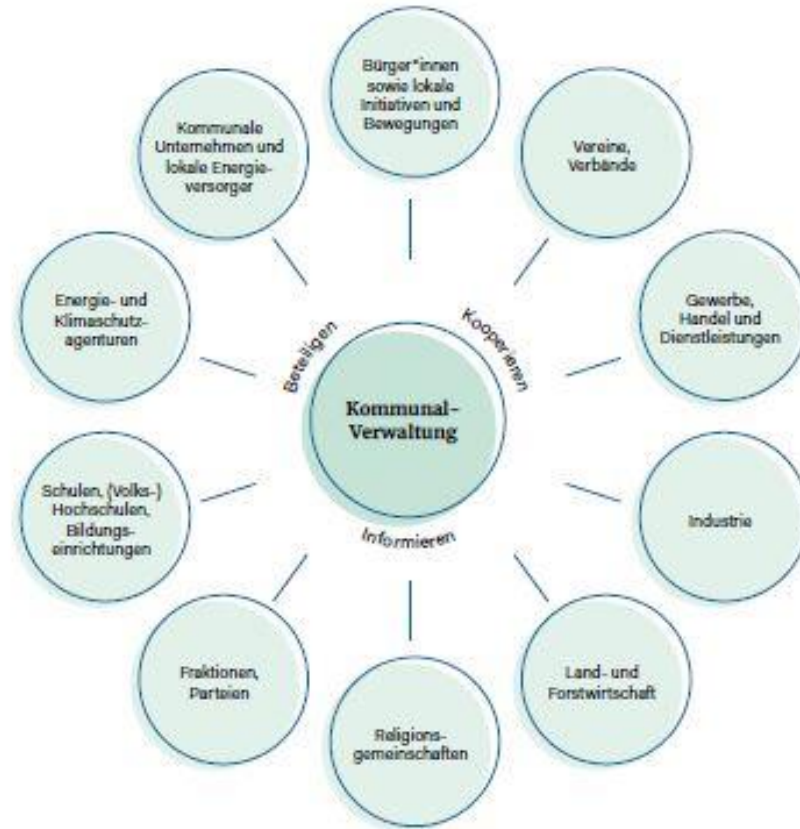 Bürger*innen
sowie lokale
Initiativen und
Bewegungen
Vereine,
Verbände
Gewerbe,
Handel und
Dienstleistungen
Industrie
Land- und
Forstwirtschaft
Religions-
gemeinschaften
Fraktionen,
Parteien
Schulen, (Volks-)
Hochschulen,
Bildungs-
einrichtungen
Energie- und
Klimaschutz-
agenturen
Kommunale
Unternehmen und
lokale Energie-
versorger
Beteiligen
Kooperieren
Informieren
Kommunal-
Verwaltung